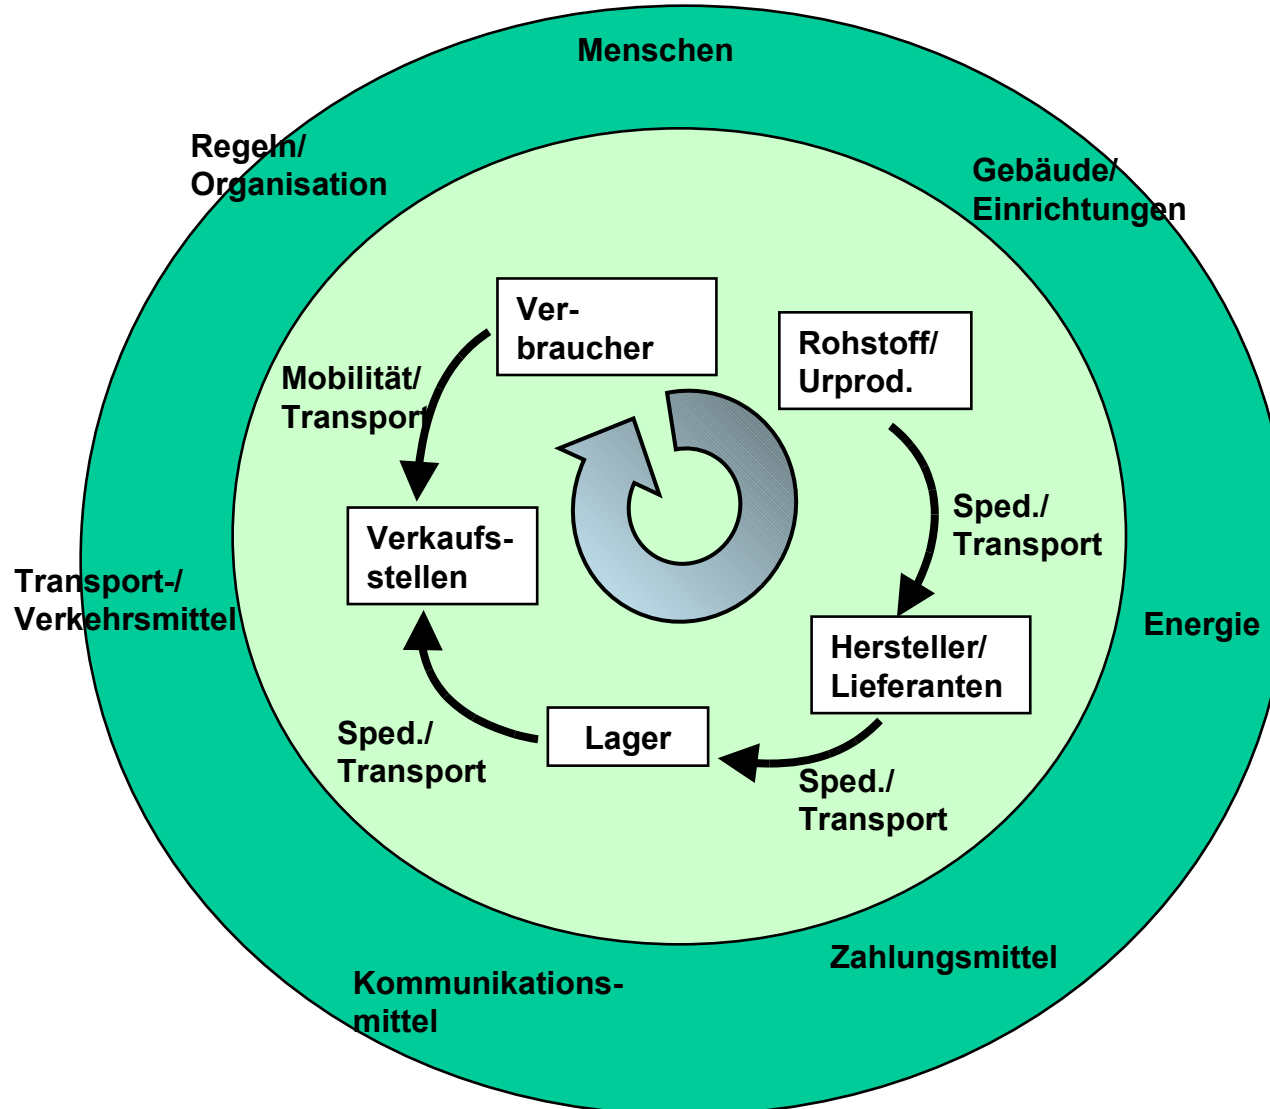 Menschen
Regeln/
Organisation
Gebäude/
Einrichtungen
Ver-
braucher
Rohstoff/
Urprod.
Mobilität/
Transport
Sped./
Transport
Verkaufs-
stellen
Transport-/
Verkehrsmittel
Energie
Hersteller/
Lieferanten
Lager
Sped./
Transport
Sped./
Transport
Zahlungsmittel
Kommunikations-
mittel